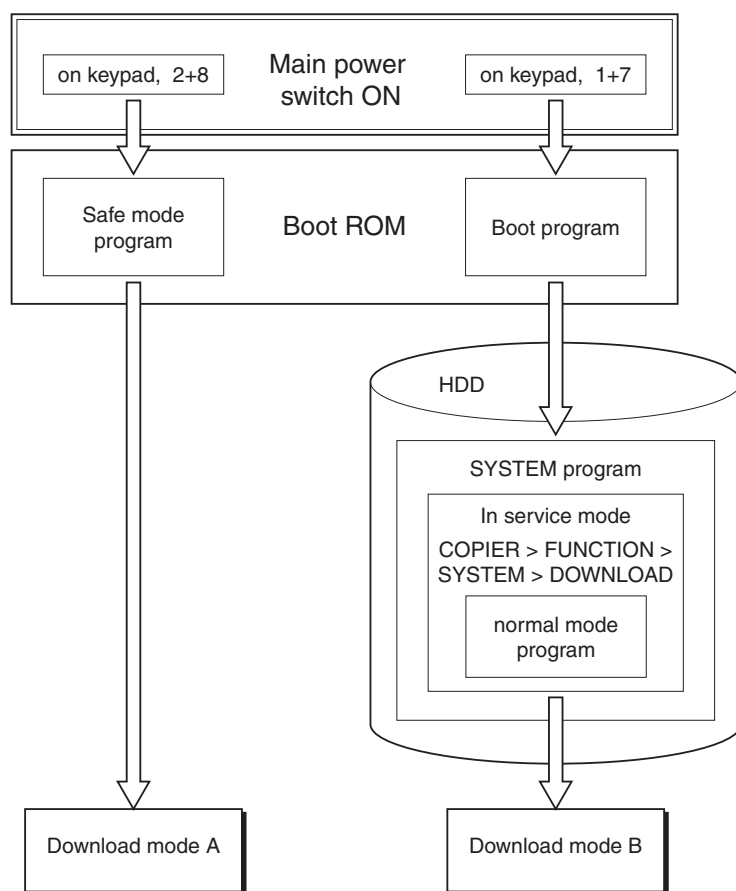 on keypad, 2+8
Main power
switch ON
on keypad, 1+7
Safe mode
program
Boot ROM
Boot program
HDD
SYSTEM program
In service mode
COPIER > FUNCTION >
SYSTEM > DOWNLOAD
normal mode
program
Download mode A
Download mode B